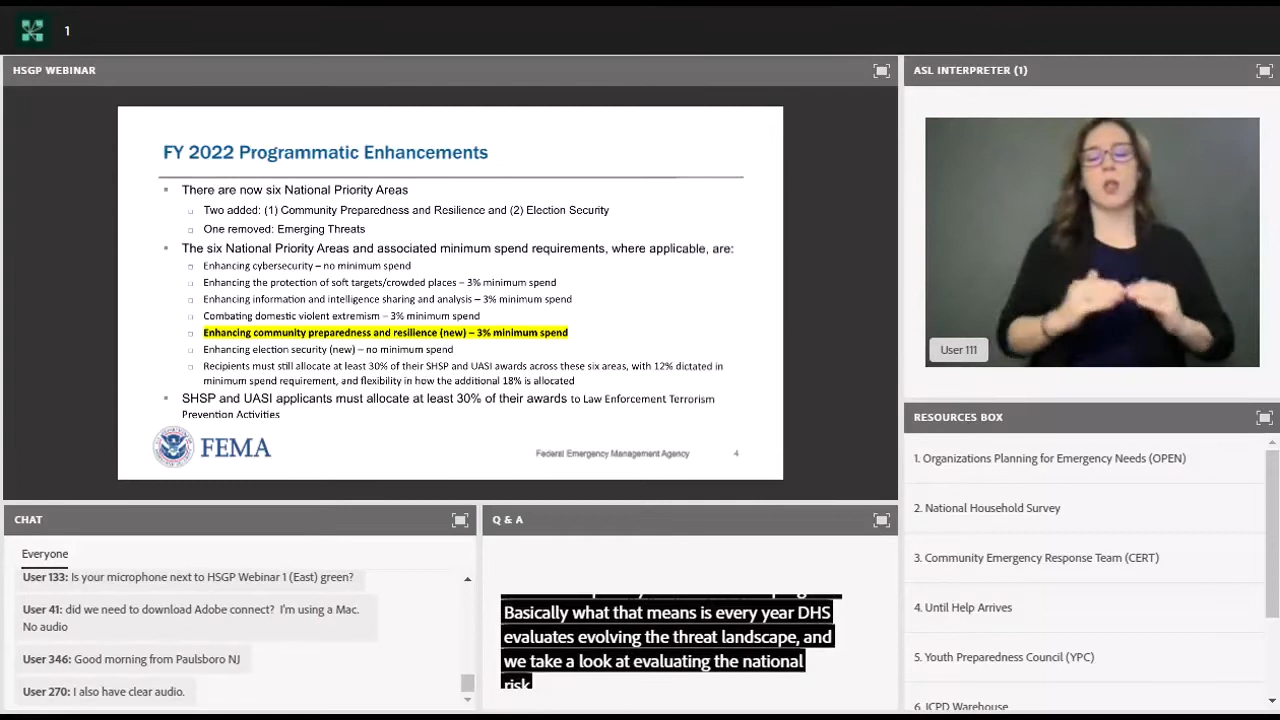 1
HSGP WEBINAR
FY 2022 Programmatic Enhancements
There are now six National Priority Areas
Two added: (1) Community Preparedness and Resilience and (2) Election Security
One removed: Emerging Threats
The six National Priority Areas and associated minimum spend requirements, where applicable, are:
Enhancing cybersecurity – no minimum spend
Enhancing the protection of soft targets/crowded places – 3% minimum spend
Enhancing information and intelligence sharing and analysis – 3% minimum spend
Combating domestic violent extremism – 3% minimum spend
Enhancing community preparedness and resilience (new) – 3% minimum spend
Enhancing election security (new) – no minimum spend
Recipients must still allocate at least 30% of their SHSP and UASI awards across these six areas, with 12% dictated in
minimum spend requirement, and flexibility in how the additional 18% is allocated
SHSP and UASI applicants must allocate at least 30% of their awards to Law Enforcement Terrorism
Prevention Activities
FEMA
Federal Emergency Management Agency 4
ASL INTERPRETER (1)
User 111
RESOURCES BOX
1. Organizations Planning for Emergency Needs (OPEN)
2. National Household Survey
3. Community Emergency Response Team (CERT)
4. Until Help Arrives
5. Youth Preparedness Council (YPC)
6. ICPD Warehouse
CHAT
Everyone
User 133: Is your microphone next to HSGP Webinar 1 (East) green?
User 41: did we need to download Adobe connect? I'm using a Mac.
No audio
User 346: Good morning from Paulsboro NJ
User 270: I also have clear audio.
Q & A
Basically what that means is every year DHS
evaluates evolving the threat landscape, and
we take a look at evaluating the national
risk